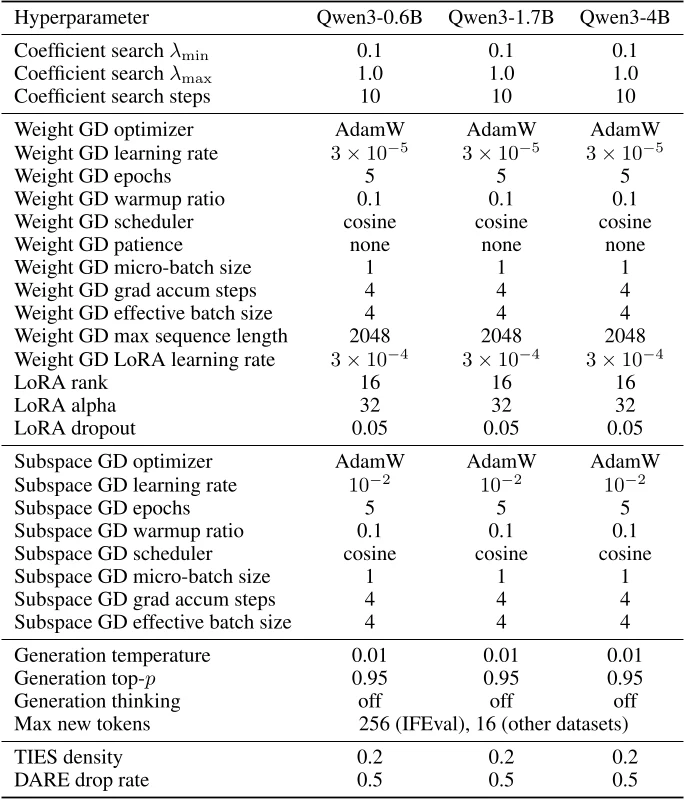 Hyperparameter Qwen3-0.6B Qwen3-1.7B Qwen3-4B
Coefficient search λmin 0.1 0.1 0.1
Coefficient search λmax 1.0 1.0 1.0
Coefficient search steps 10 10 10
Weight GD optimizer AdamW AdamW AdamW
Weight GD learning rate 3 × 10⁻⁵ 3 × 10⁻⁵ 3 × 10⁻⁵
Weight GD epochs 5 5 5
Weight GD warmup ratio 0.1 0.1 0.1
Weight GD scheduler cosine cosine cosine
Weight GD patience none none none
Weight GD micro-batch size 1 1 1
Weight GD grad accum steps 4 4 4
Weight GD effective batch size 4 4 4
Weight GD max sequence length 2048 2048 2048
Weight GD LoRA learning rate 3 × 10⁻⁴ 3 × 10⁻⁴ 3 × 10⁻⁴
LoRA rank 16 16 16
LoRA alpha 32 32 32
LoRA dropout 0.05 0.05 0.05
Subspace GD optimizer AdamW AdamW AdamW
Subspace GD learning rate 10⁻² 10⁻² 10⁻²
Subspace GD epochs 5 5 5
Subspace GD warmup ratio 0.1 0.1 0.1
Subspace GD scheduler cosine cosine cosine
Subspace GD micro-batch size 1 1 1
Subspace GD grad accum steps 4 4 4
Subspace GD effective batch size 4 4 4
Generation temperature 0.01 0.01 0.01
Generation top-p 0.95 0.95 0.95
Generation thinking off off off
Max new tokens 256 (IFEval), 16 (other datasets)
TIES density 0.2 0.2 0.2
DARE drop rate 0.5 0.5 0.5